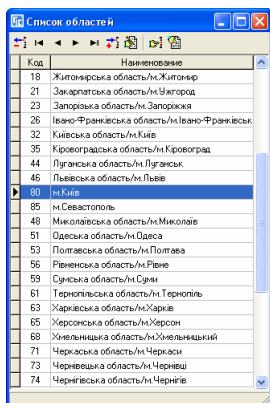 Список областей
Код Наименование
18 Житомирська область/м.Житомир
21 Закарпатська область/м.Ужгород
23 Запорізька область/м.Запоріжжя
26 Івано-Франківська область/м.Івано-Франківськ
32 Київська область/м.Київ
35 Кіровоградська область/м.Кіровоград
44 Луганська область/м.Луганськ
46 Львівська область/м.Львів
80 м.Київ
85 м.Севастополь
48 Миколаївська область/м.Миколаїв
51 Одеська область/м.Одеса
53 Полтавська область/м.Полтава
56 Рівненська область/м.Рівне
59 Сумська область/м.Суми
61 Тернопільська область/м.Тернопіль
63 Харківська область/м.Харків
65 Херсонська область/м.Херсон
68 Хмельницька область/м.Хмельницький
71 Черкаська область/м.Черкаси
73 Чернівецька область/м.Чернівці
74 Чернігівська область/м.Чернігів